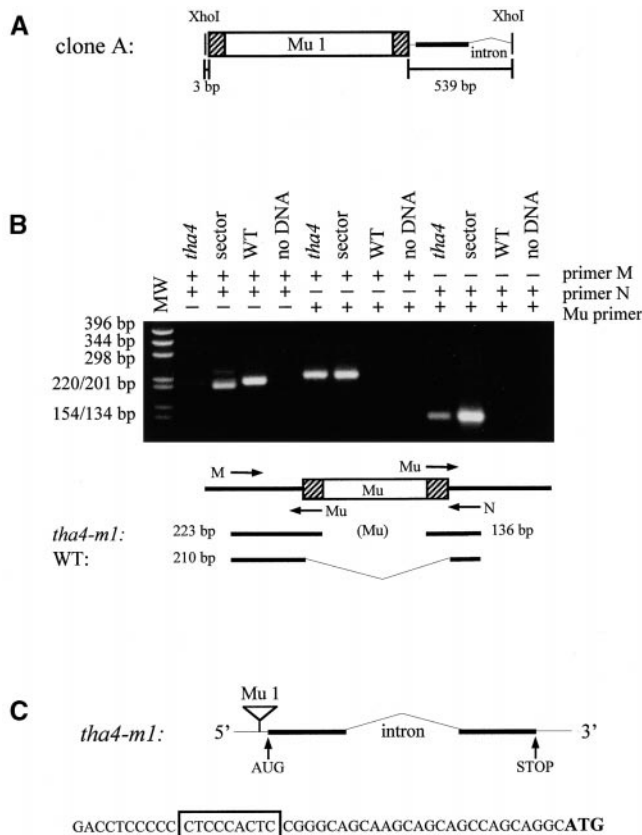 A
XhoI XhoI
clone A: Mu 1
intron
3 bp 539 bp
B
MW tha4 sector WT no DNA tha4 sector WT no DNA tha4 sector WT no DNA
+ + + + + + + + – – – – primer M
+ + + + – – – – + + + + primer N
– – – – + + + + + + + + Mu primer
396 bp
344 bp
298 bp
220/201 bp
154/134 bp
M Mu
Mu
Mu N
tha4-m1: 223 bp (Mu) 136 bp
WT: 210 bp
C
Mu 1
tha4-m1: 5' intron 3'
AUG STOP
GACCTCCCCC CTCCCACTC CGGGCAGCAAGCAGCAGCCAGCAGGCATG